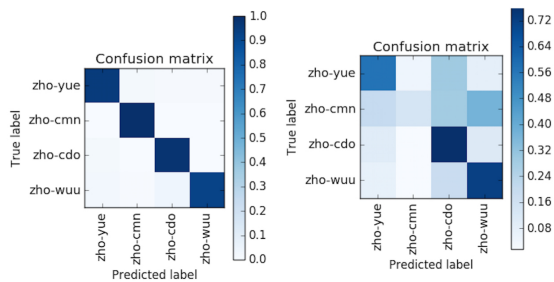 Confusion matrix
True label
zho-yue
zho-cmn
zho-cdo
zho-wuu
zho-yue
zho-cmn
zho-cdo
zho-wuu
Predicted label
1.0
0.9
0.8
0.7
0.6
0.5
0.4
0.3
0.2
0.1
0.0
Confusion matrix
True label
zho-yue
zho-cmn
zho-cdo
zho-wuu
zho-yue
zho-cmn
zho-cdo
zho-wuu
Predicted label
0.72
0.64
0.56
0.48
0.40
0.32
0.24
0.16
0.08